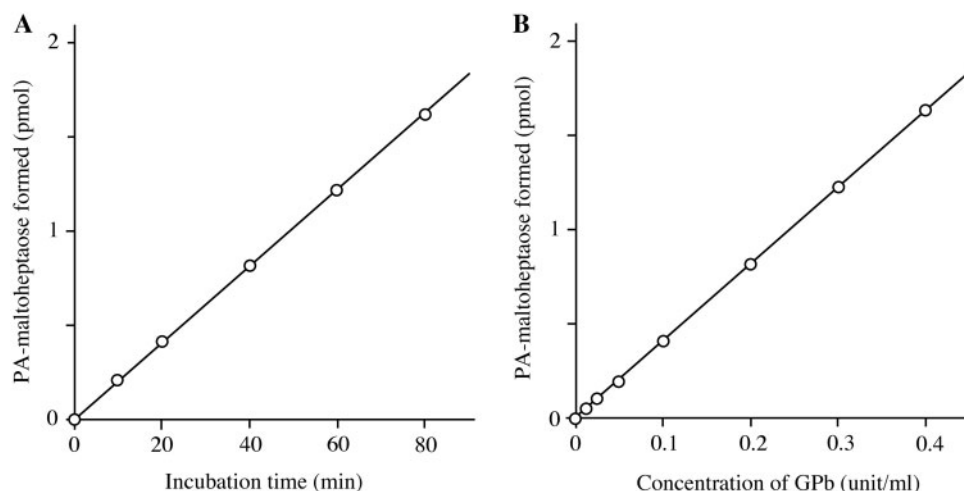 A
PA-maltoheptaose formed (pmol)
2
1
0
0 20 40 60 80
Incubation time (min)
B
PA-maltoheptaose formed (pmol)
2
1
0
0 0.1 0.2 0.3 0.4
Concentration of GPb (unit/ml)